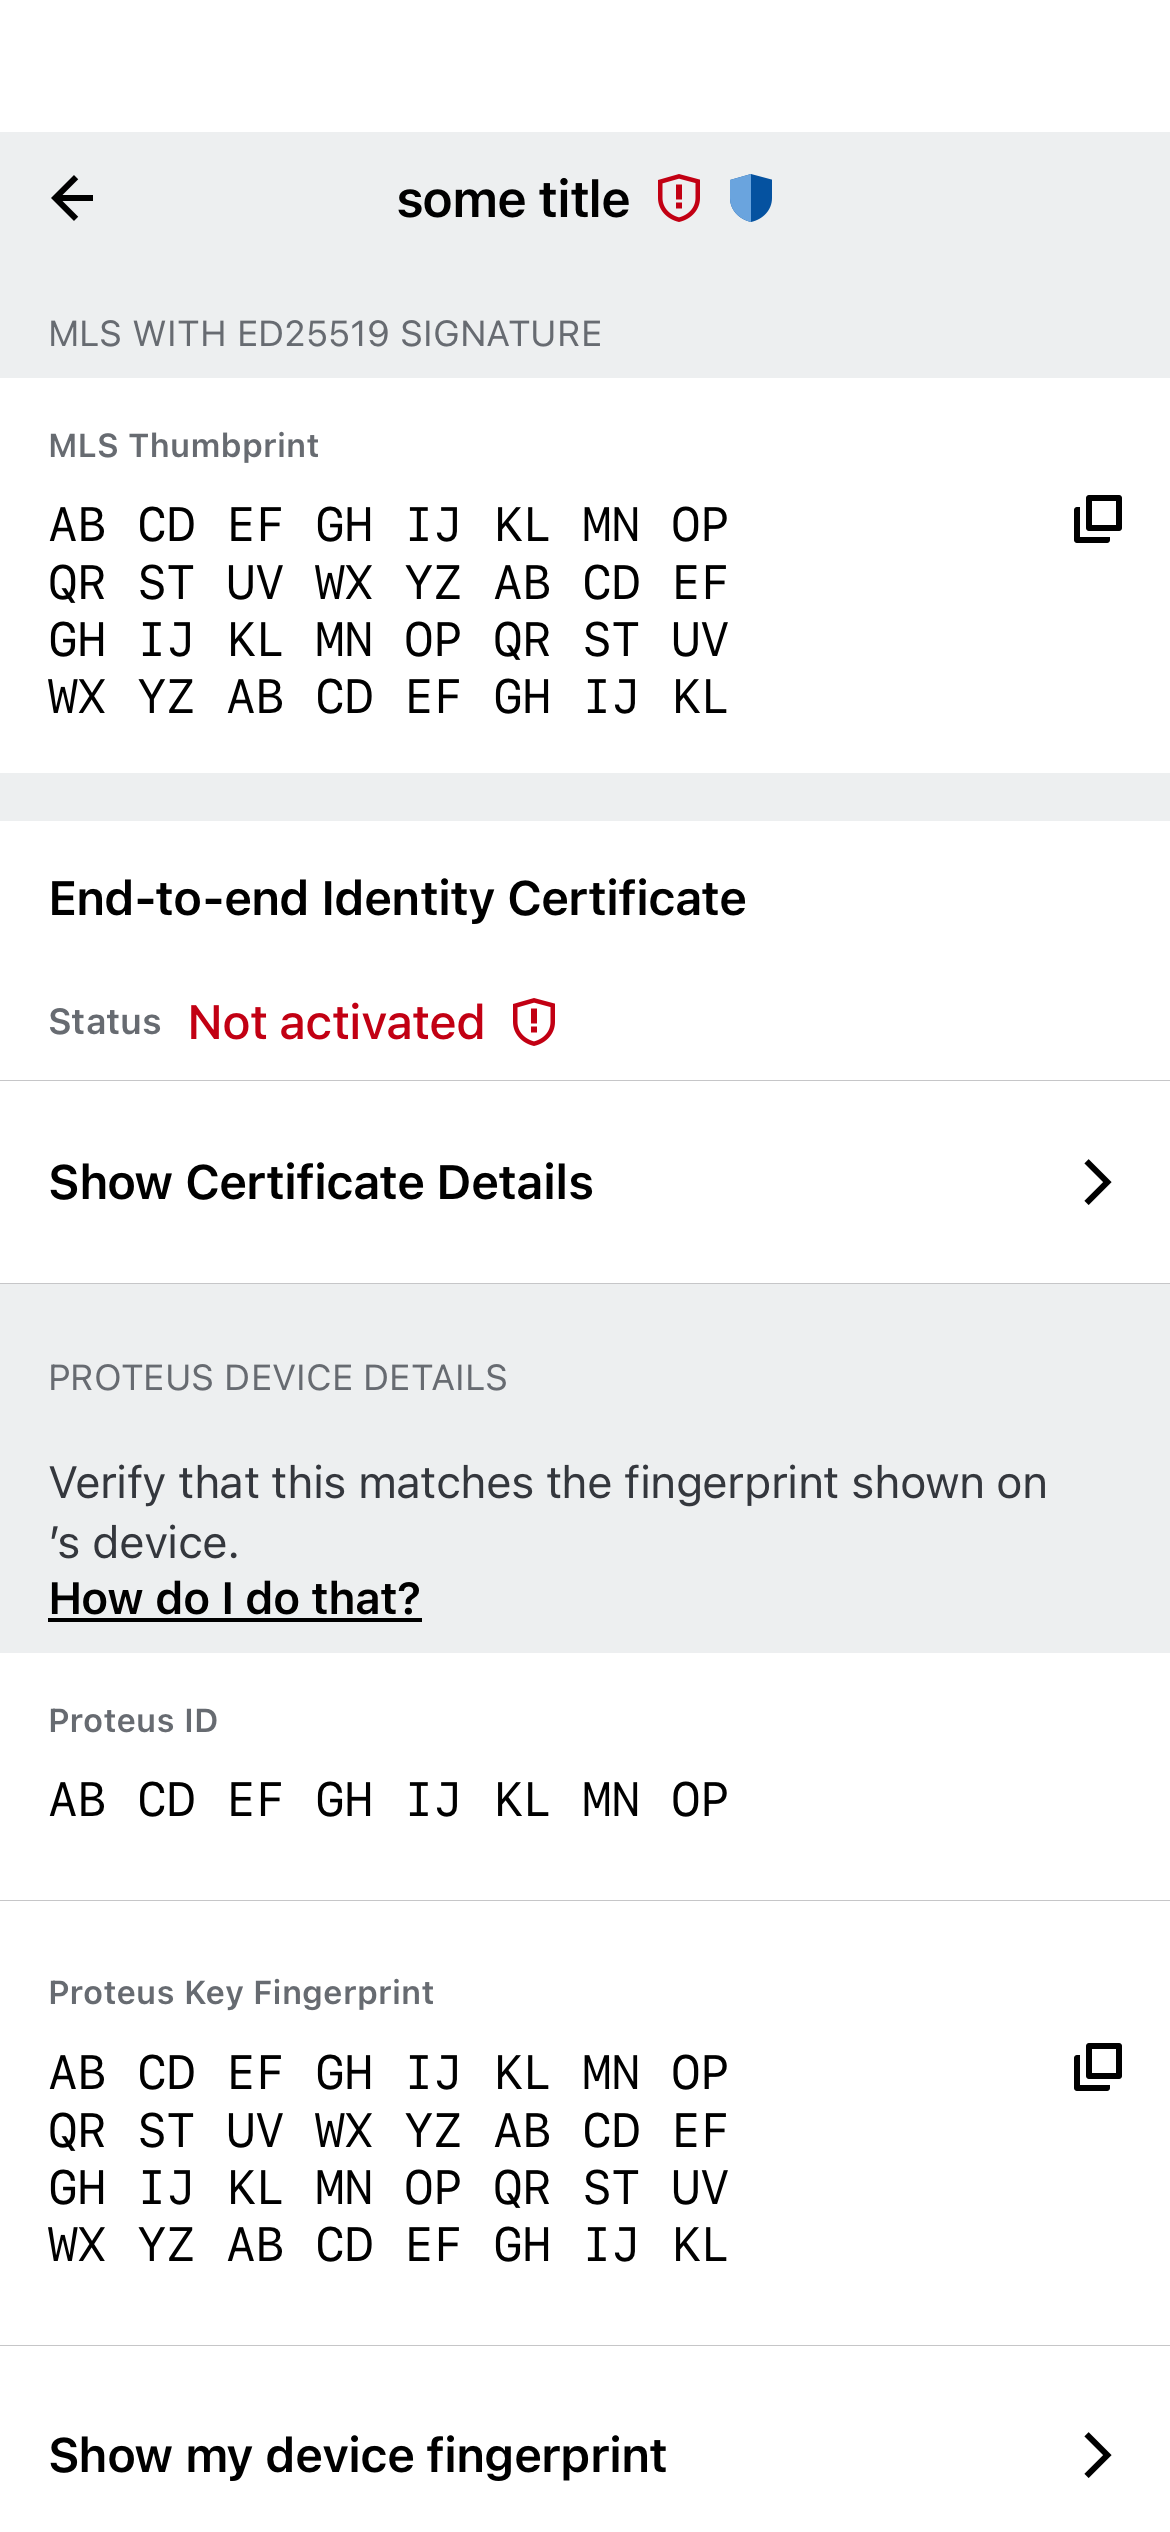 some title
MLS WITH ED25519 SIGNATURE
MLS Thumbprint
AB CD EF GH IJ KL MN OP
QR ST UV WX YZ AB CD EF
GH IJ KL MN OP QR ST UV
WX YZ AB CD EF GH IJ KL
End-to-end Identity Certificate
Status Not activated
Show Certificate Details
PROTEUS DEVICE DETAILS
Verify that this matches the fingerprint shown on
’s device.
How do I do that?
Proteus ID
AB CD EF GH IJ KL MN OP
Proteus Key Fingerprint
AB CD EF GH IJ KL MN OP
QR ST UV WX YZ AB CD EF
GH IJ KL MN OP QR ST UV
WX YZ AB CD EF GH IJ KL
Show my device fingerprint